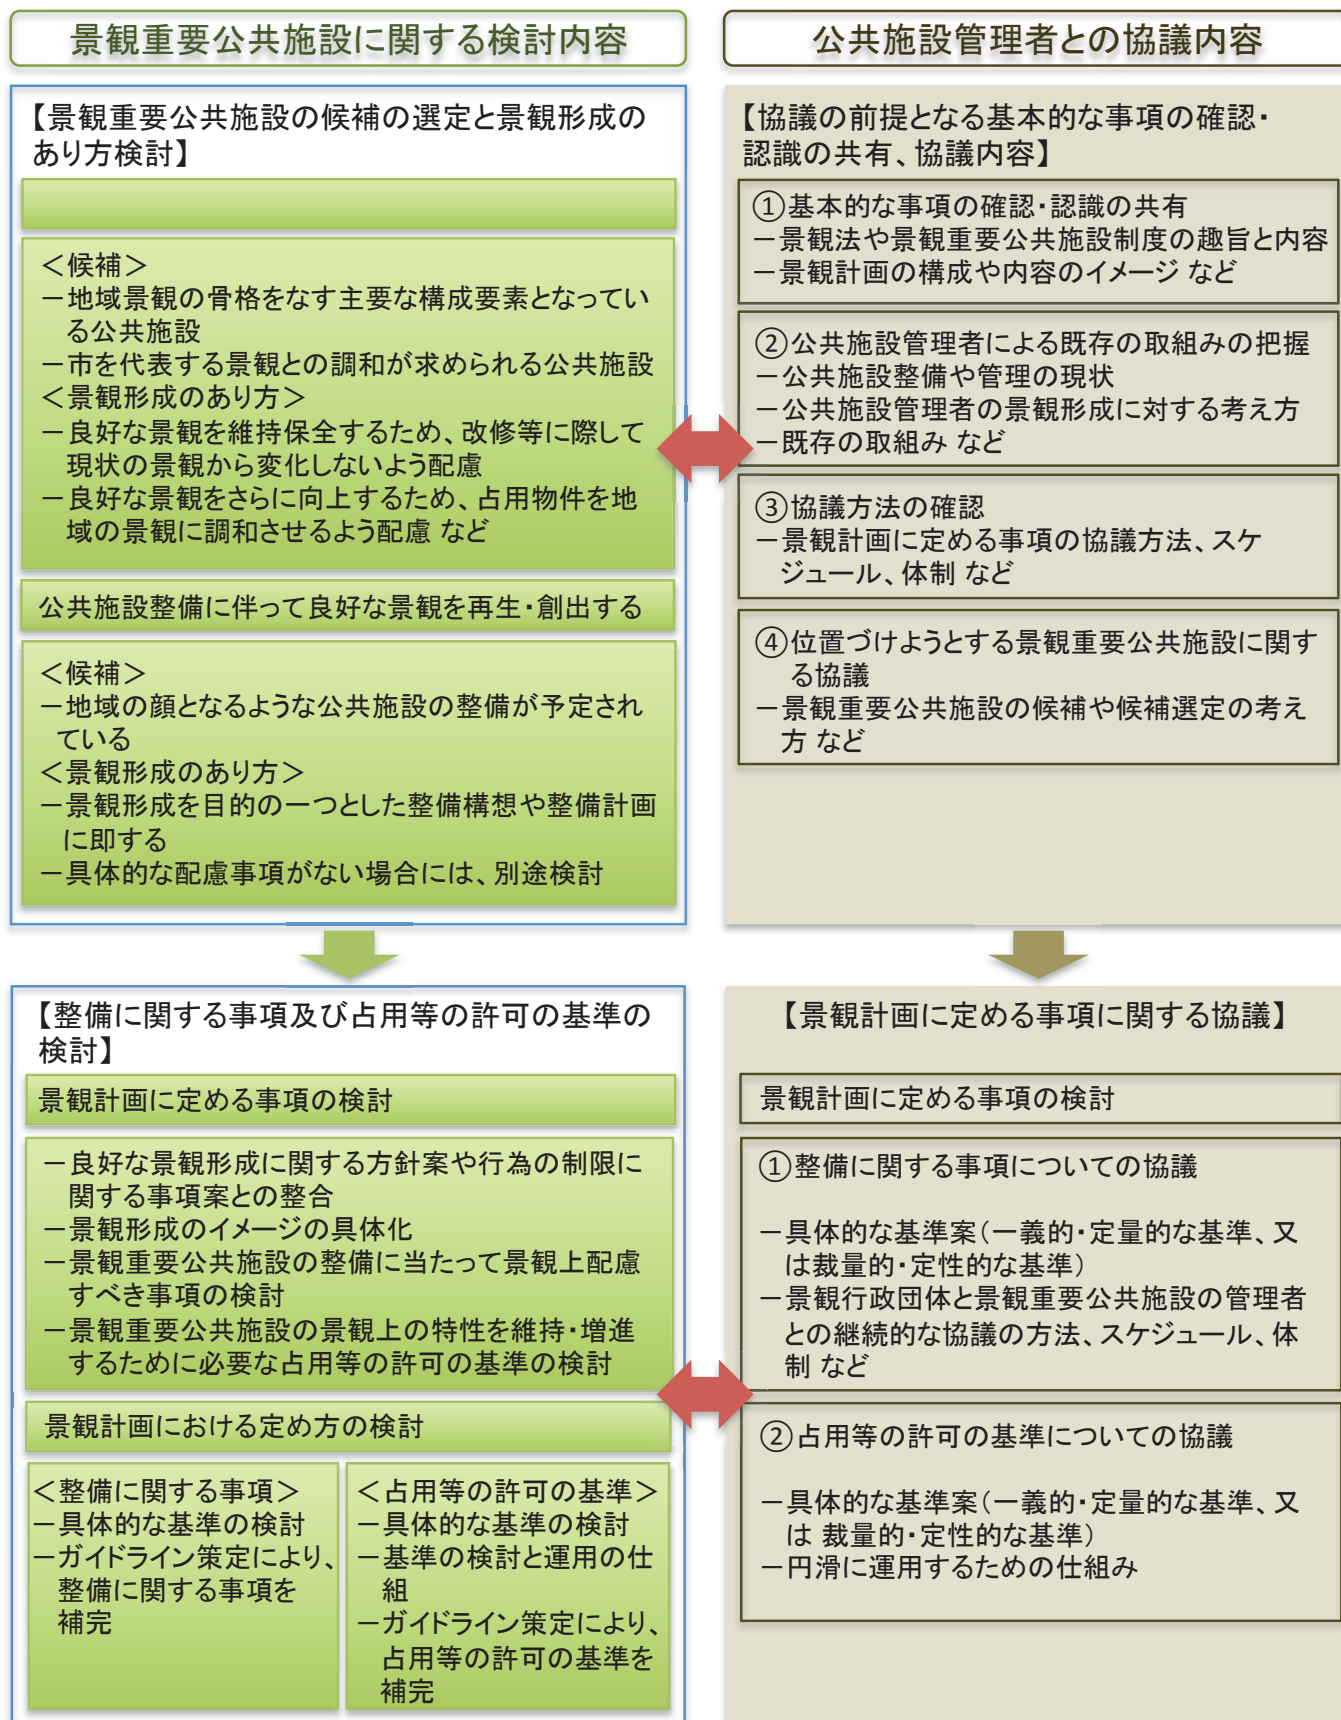 景観重要公共施設に関する検討内容
【景観重要公共施設の候補の選定と景観形成の
あり方検討】
＜候補＞
－地域景観の骨格をなす主要な構成要素となってい
る公共施設
－市を代表する景観との調和が求められる公共施設
＜景観形成のあり方＞
－良好な景観を維持保全するため、改修等に際して
現状の景観から変化しないよう配慮
－良好な景観をさらに向上するため、占用物件を地
域の景観に調和させるよう配慮 など
公共施設整備に伴って良好な景観を再生・創出する
＜候補＞
－地域の顔となるような公共施設の整備が予定され
ている
＜景観形成のあり方＞
－景観形成を目的の一つとした整備構想や整備計画
に即する
－具体的な配慮事項がない場合には、別途検討
公共施設管理者との協議内容
【協議の前提となる基本的な事項の確認・
認識の共有、協議内容】
①基本的な事項の確認・認識の共有
－景観法や景観重要公共施設制度の趣旨と内容
－景観計画の構成や内容のイメージ など
②公共施設管理者による既存の取組みの把握
－公共施設整備や管理の現状
－公共施設管理者の景観形成に対する考え方
－既存の取組み など
③協議方法の確認
－景観計画に定める事項の協議方法、スケ
ジュール、体制 など
④位置づけようとする景観重要公共施設に関す
る協議
－景観重要公共施設の候補や候補選定の考え
方 など
【整備に関する事項及び占用等の許可の基準の
検討】
景観計画に定める事項の検討
－良好な景観形成に関する方針案や行為の制限に
関する事項案との整合
－景観形成のイメージの具体化
－景観重要公共施設の整備に当たって景観上配慮
すべき事項の検討
－景観重要公共施設の景観上の特性を維持・増進
するために必要な占用等の許可の基準の検討
景観計画における定め方の検討
＜整備に関する事項＞
－具体的な基準の検討
－ガイドライン策定により、
整備に関する事項を
補完
＜占用等の許可の基準＞
－具体的な基準の検討
－基準の検討と運用の仕
組
－ガイドライン策定により、
占用等の許可の基準を
補完
【景観計画に定める事項に関する協議】
景観計画に定める事項の検討
①整備に関する事項についての協議
－具体的な基準案（一義的・定量的な基準、又
は裁量的・定性的な基準）
－景観行政団体と景観重要公共施設の管理者
との継続的な協議の方法、スケジュール、体
制 など
②占用等の許可の基準についての協議
－具体的な基準案（一義的・定量的な基準、又
は 裁量的・定性的な基準）
－円滑に運用するための仕組み